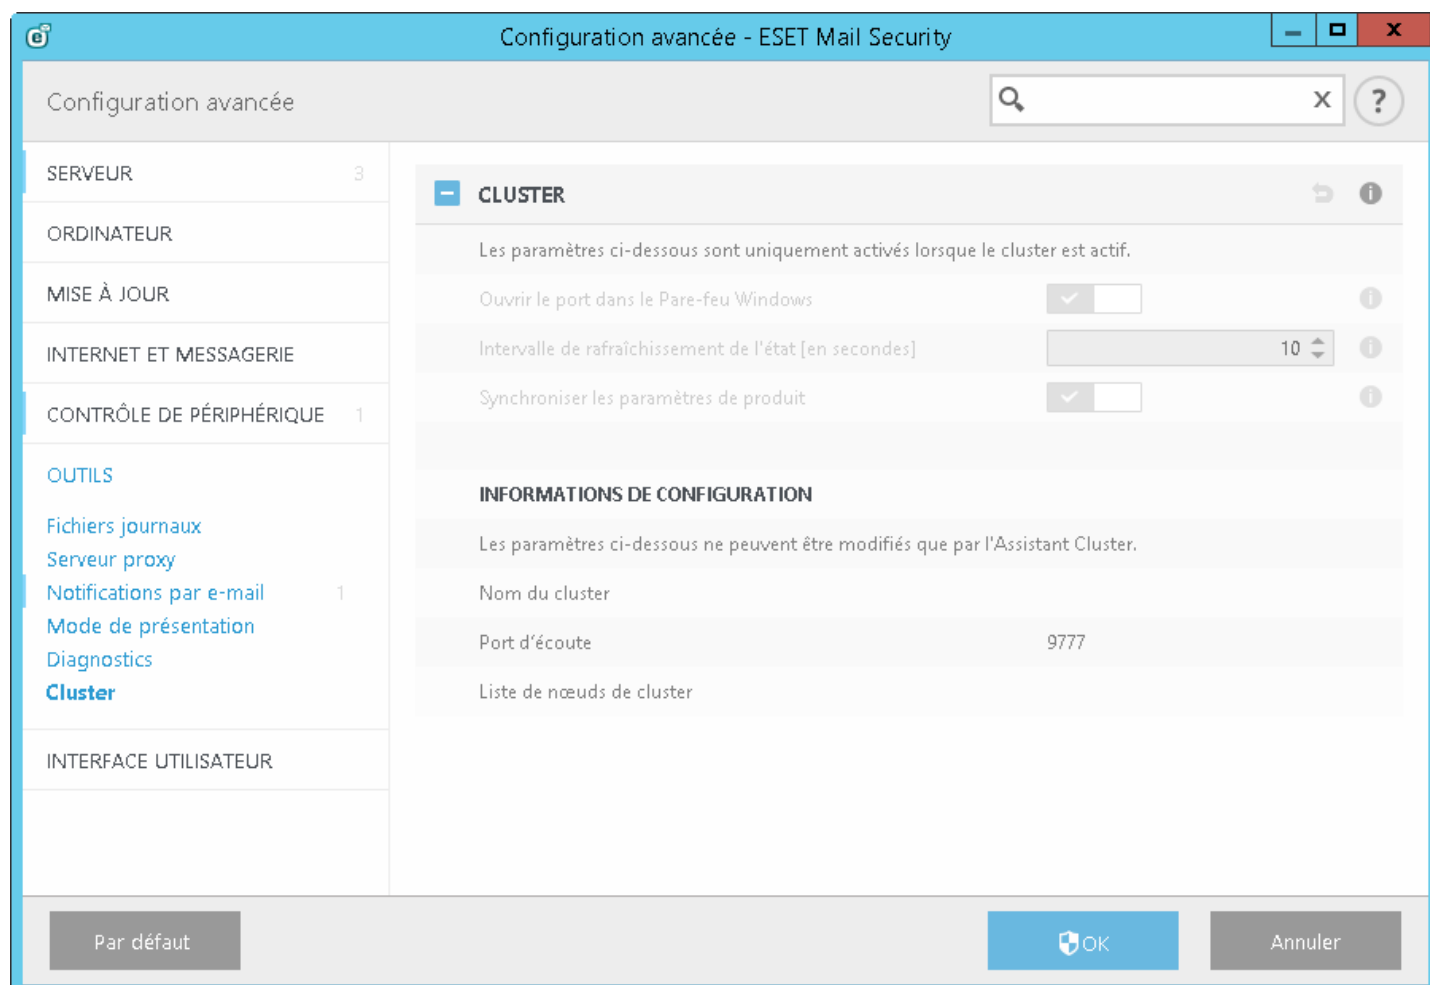 Configuration avancée - ESET Mail Security
Configuration avancée
SERVEUR 3
ORDINATEUR
MISE À JOUR
INTERNET ET MESSAGERIE
CONTRÔLE DE PÉRIPHÉRIQUE 1
OUTILS
Fichiers journaux
Serveur proxy
Notifications par e-mail 1
Mode de présentation
Diagnostics
Cluster
INTERFACE UTILISATEUR
CLUSTER
Les paramètres ci-dessous sont uniquement activés lorsque le cluster est actif.
Ouvrir le port dans le Pare-feu Windows
Intervalle de rafraîchissement de l'état [en secondes] 10
Synchroniser les paramètres de produit
INFORMATIONS DE CONFIGURATION
Les paramètres ci-dessous ne peuvent être modifiés que par l'Assistant Cluster.
Nom du cluster
Port d'écoute 9777
Liste de nœuds de cluster
Par défaut
OK
Annuler